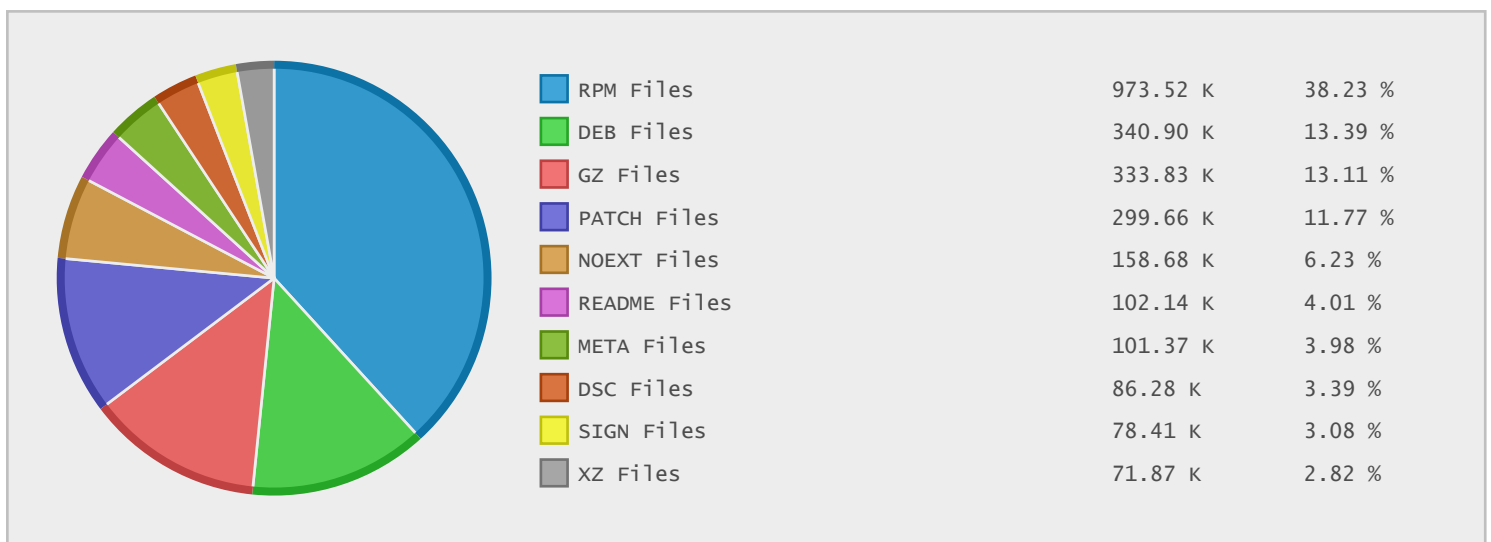 RPM Files 973.52 K 38.23 %
DEB Files 340.90 K 13.39 %
GZ Files 333.83 K 13.11 %
PATCH Files 299.66 K 11.77 %
NOEXT Files 158.68 K 6.23 %
README Files 102.14 K 4.01 %
META Files 101.37 K 3.98 %
DSC Files 86.28 K 3.39 %
SIGN Files 78.41 K 3.08 %
XZ Files 71.87 K 2.82 %